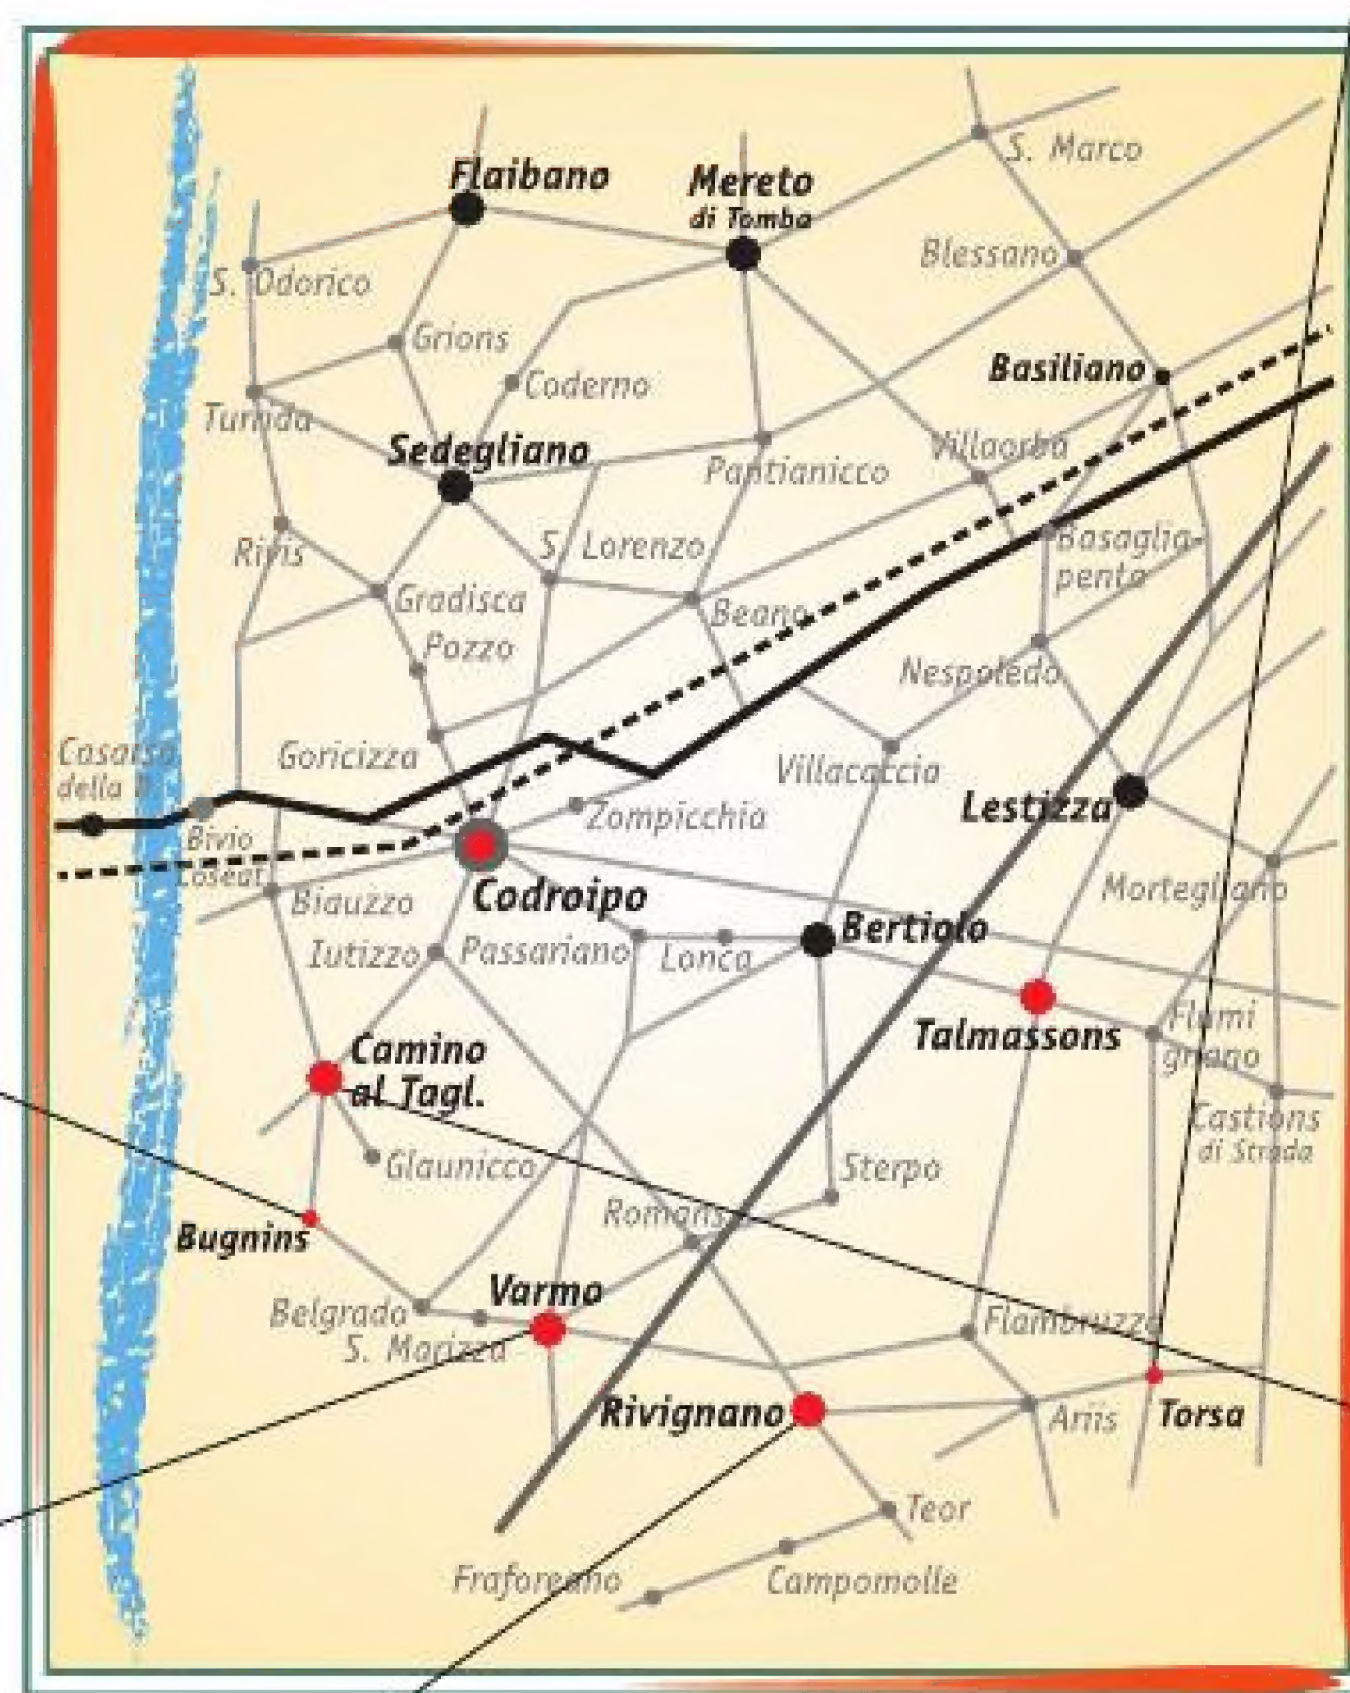 S. Marco
Flaibano
Mereto
di Tomba
Blessano
S. Odorico
Grions
Basiliano
Coderno
Turrida
Sedegliano
Villaorba
Pantianicco
Rivis
S. Lorenzo
Basaglia-
penta
Gradisca
Beano
Pozzo
Nespoledo
Casarsa
della D.
Goricizza
Villacaccia
Lestizza
Zompicchia
Bivio
Coseat
Biauzzo
Codroipo
Mortegliano
Bertiolo
Iutizzo
Passariano
Lonca
Flumi
gnano
Talmassons
Camino
al Tagl.
Castions
di Strada
Glaunicco
Sterpo
Romans
Bugnins
Varmo
Belgrado
S. Marizza
Flambruzzo
Rivignano
Ariis
Torsa
Teor
Fraforeano
Campomolle